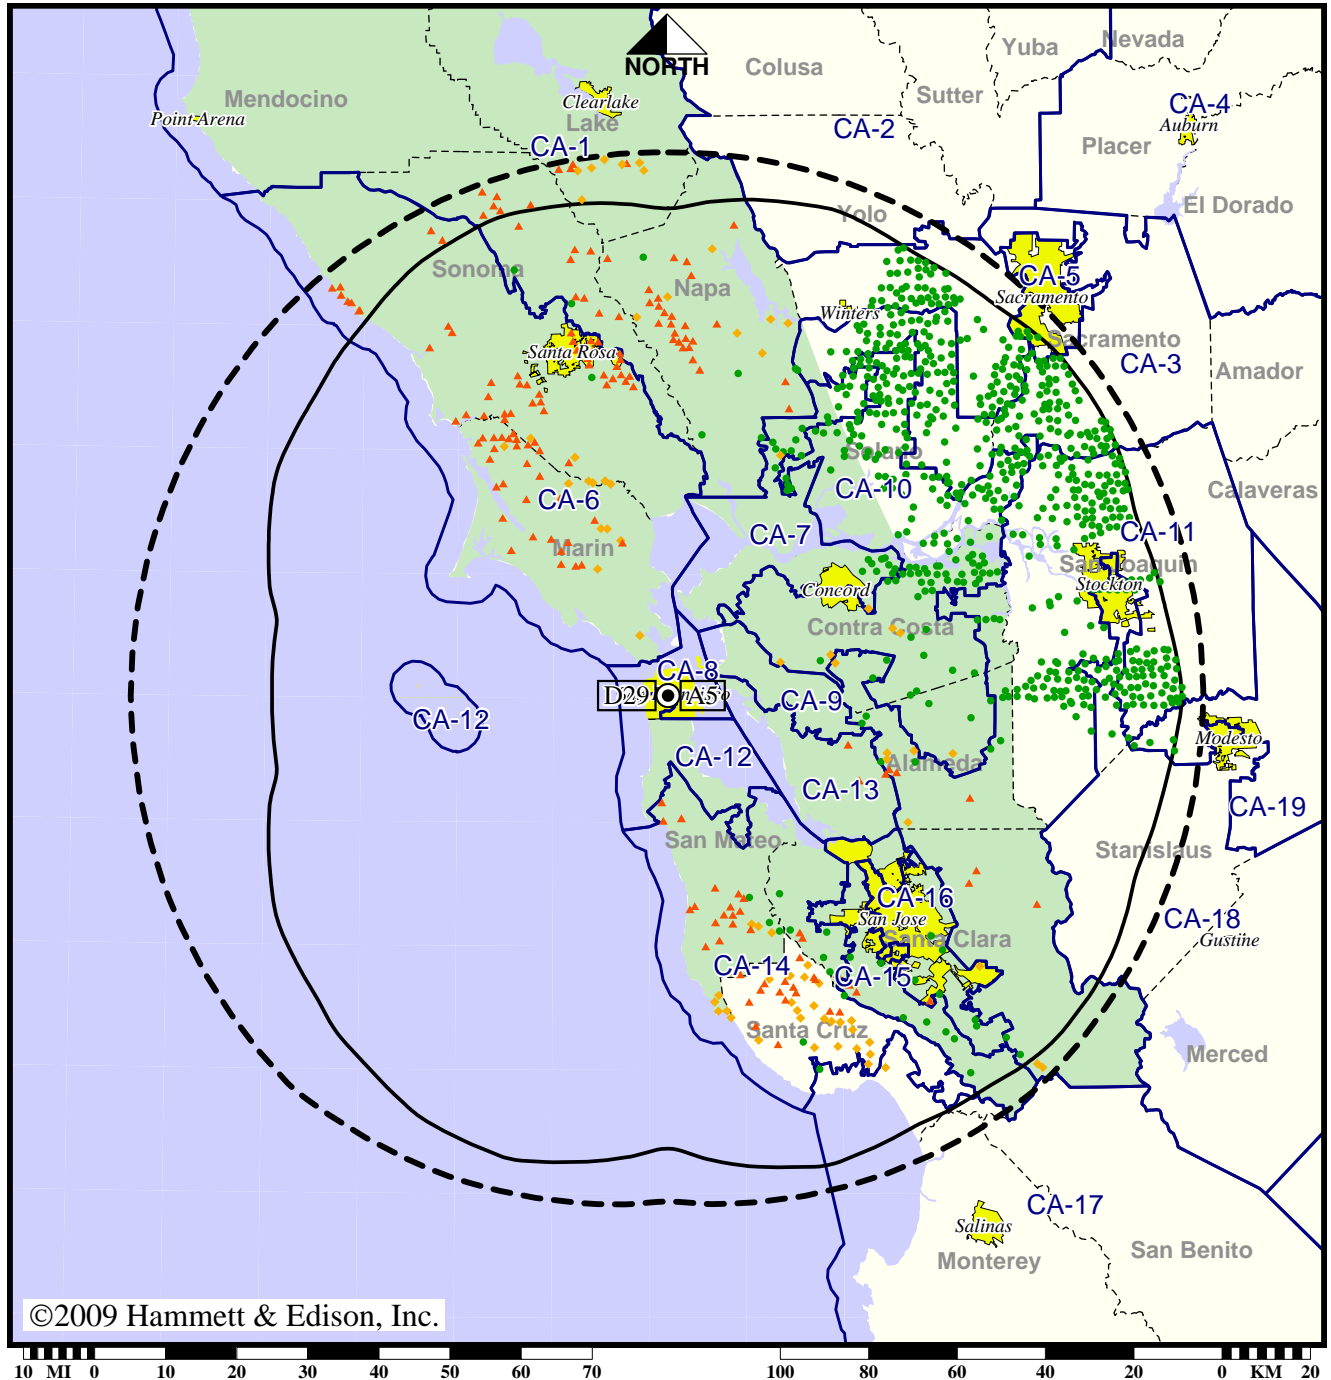 NORTH
Nevada
Yuba
Colusa
Sutter
Mendocino
Clearlake
Point Arena
Lake
CA-4
Auburn
CA-2
CA-1
Placer
El Dorado
Yolo
Sonoma
Napa
CA-5
Sacramento
Winters
Sacramento
Santa Rosa
CA-3
Amador
Solano
CA-10
Calaveras
CA-6
CA-7
CA-11
Marin
San Joaquin
Stockton
Concord
Contra Costa
CA-8
D29 A5
CA-9
CA-12
CA-12
Modesto
Alameda
CA-13
CA-19
San Mateo
Stanislaus
CA-16
San Jose
CA-18
Gustine
Santa Clara
CA-14
CA-15
Santa Cruz
Merced
CA-17
Salinas
Monterey
San Benito
©2009 Hammett & Edison, Inc.
10 MI 0 10 20 30 40 50 60 70 100 80 60 40 20 0 KM 20